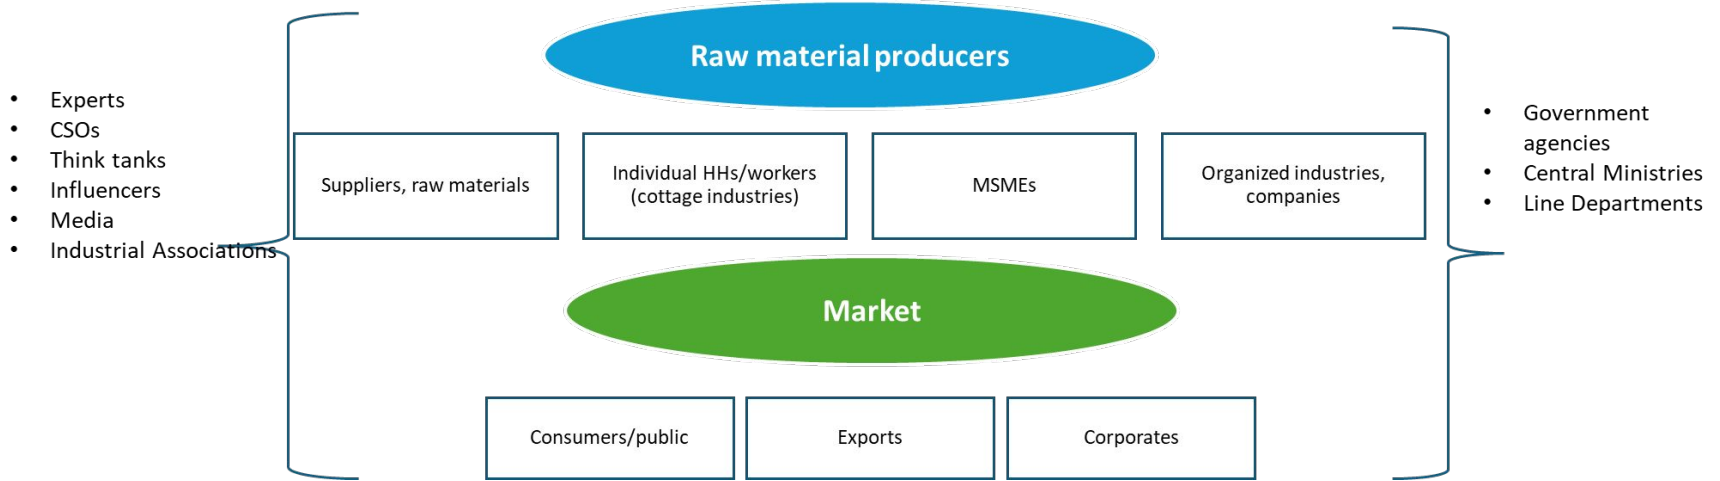 Raw material producers
• Experts
• CSOs
• Think tanks
• Influencers
• Media
• Industrial Associations
Suppliers, raw materials
Individual HHs/workers
(cottage industries)
MSMEs
Organized industries,
companies
• Government
agencies
• Central Ministries
• Line Departments
Market
Consumers/public
Exports
Corporates